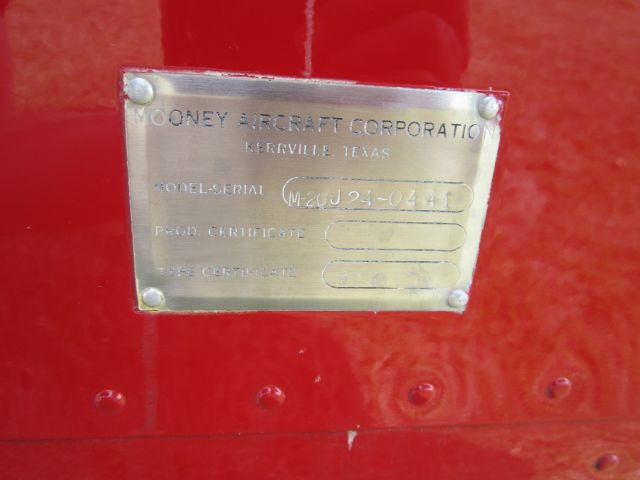 MOONEY AIRCRAFT CORPORATION
KERRVILLE TEXAS
MODEL-SERIAL M-20J 24-0441
PROD. CERTIFICATE
TYPE CERTIFICATE